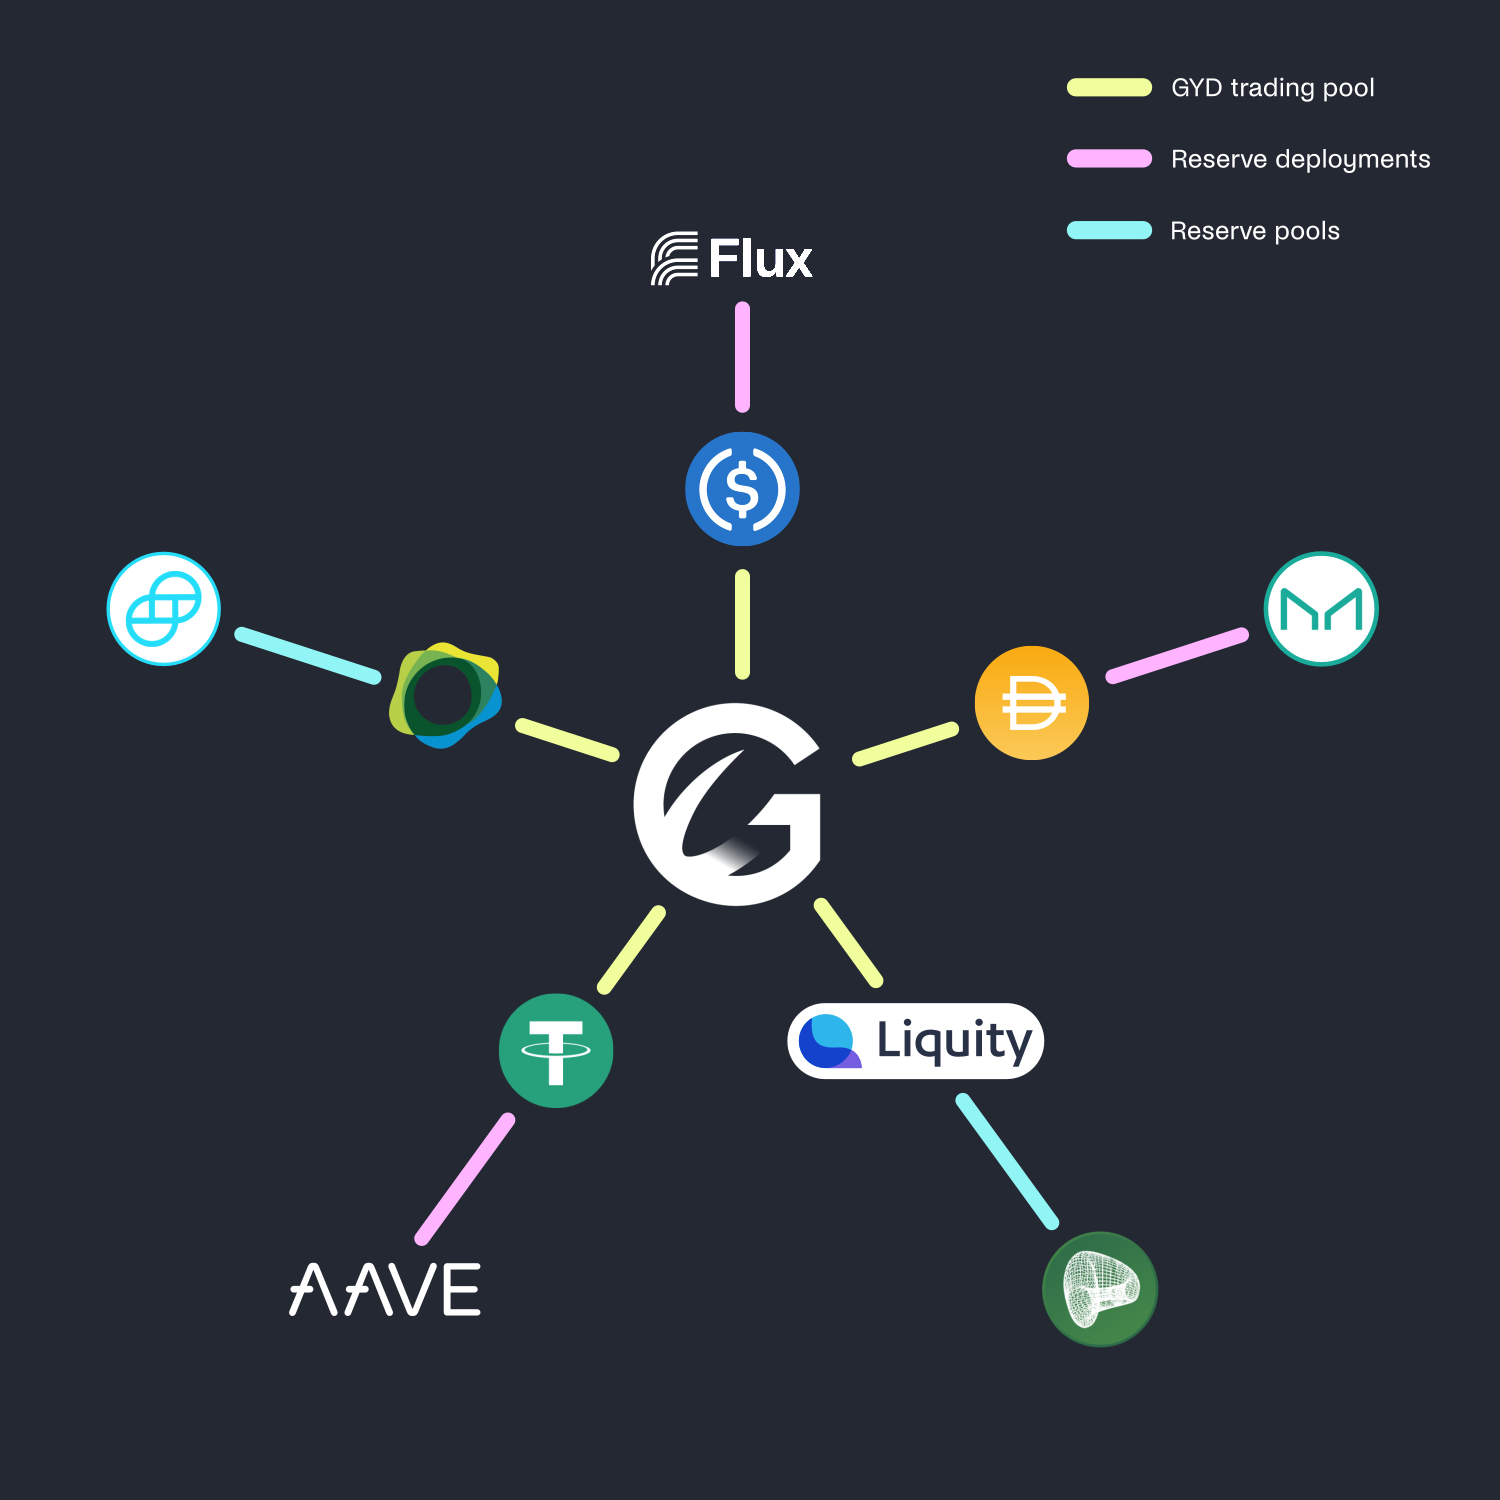 GYD trading pool
Reserve deployments
Reserve pools
Flux
Liquity
AAVE